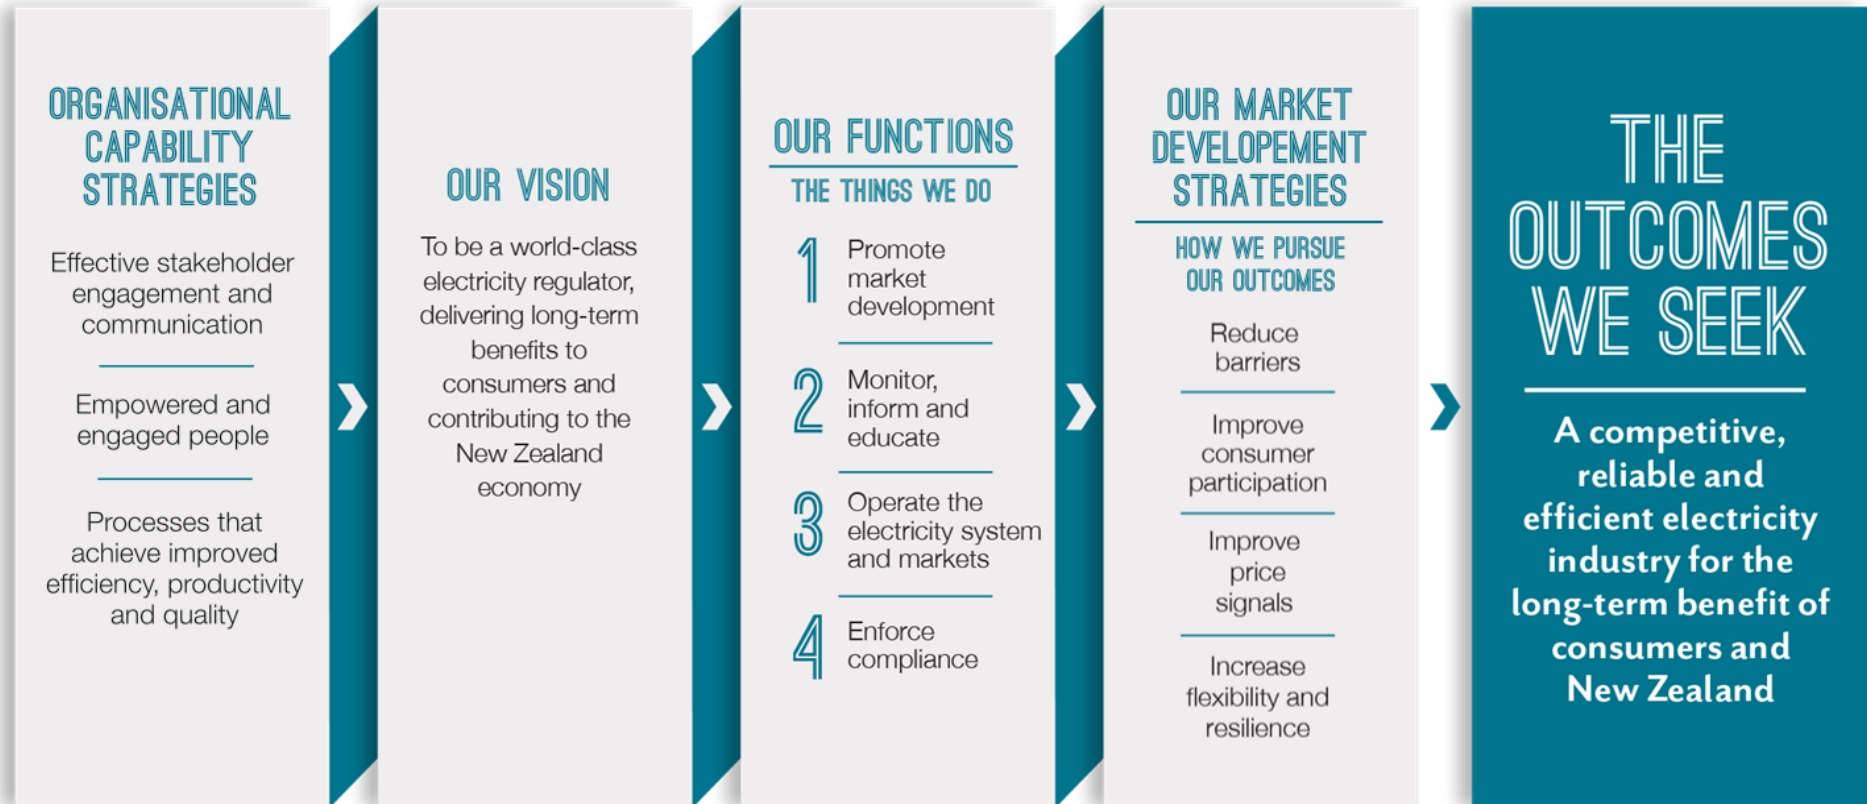 ORGANISATIONAL
CAPABILITY
STRATEGIES
Effective stakeholder
engagement and
communication
Empowered and
engaged people
Processes that
achieve improved
efficiency, productivity
and quality
OUR VISION
To be a world-class
electricity regulator,
delivering long-term
benefits to
consumers and
contributing to the
New Zealand
economy
OUR FUNCTIONS
THE THINGS WE DO
1 Promote
market
development
2 Monitor,
inform and
educate
3 Operate the
electricity system
and markets
4 Enforce
compliance
OUR MARKET
DEVELOPEMENT
STRATEGIES
HOW WE PURSUE
OUR OUTCOMES
Reduce
barriers
Improve
consumer
participation
Improve
price
signals
Increase
flexibility and
resilience
THE
OUTCOMES
WE SEEK
A competitive,
reliable and
efficient electricity
industry for the
long-term benefit of
consumers and
New Zealand